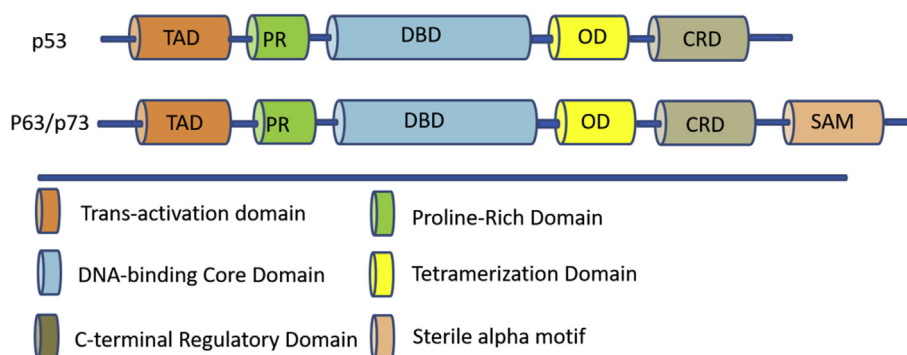 p53
TAD PR DBD OD CRD
P63/p73
TAD PR DBD OD CRD SAM
Trans-activation domain
Proline-Rich Domain
DNA-binding Core Domain
Tetramerization Domain
C-terminal Regulatory Domain
Sterile alpha motif